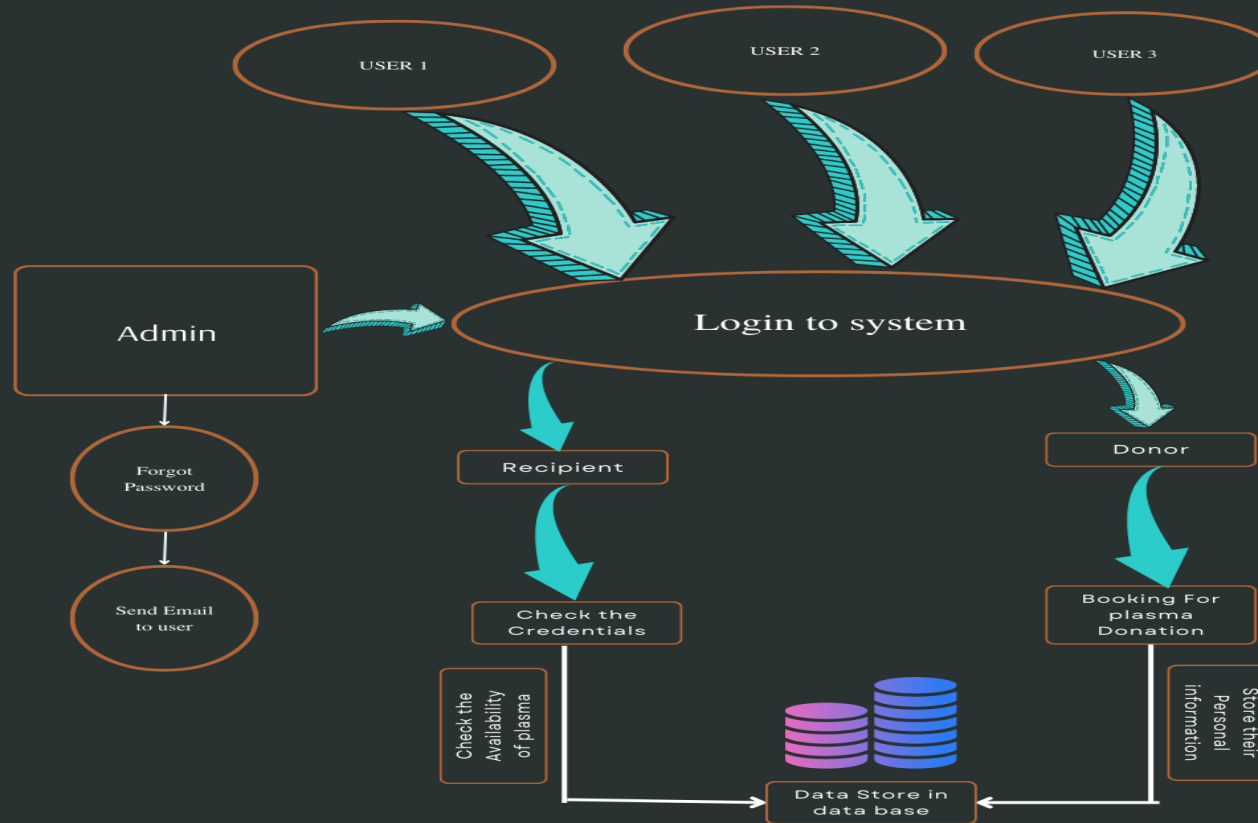 USER 1
USER 2
USER 3
Admin
Login to system
Recipient
Donor
Forgot
Password
Send Email
to user
Check the
Credentials
Booking For
plasma
Donation
Check the
Availability
of plasma
Store their
Personal
information
Data Store in
data base